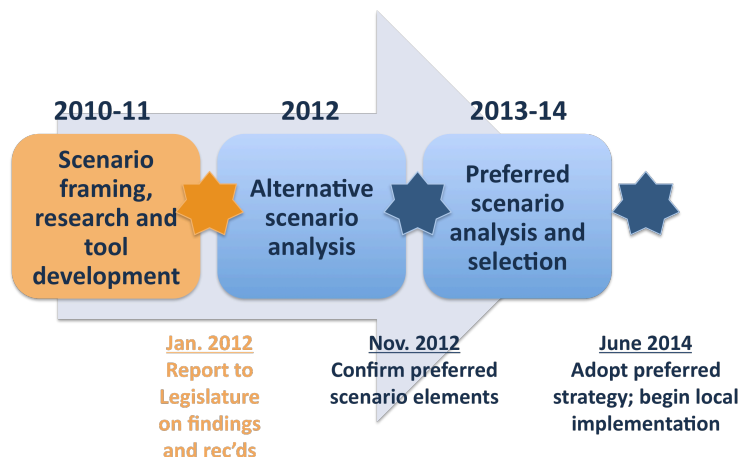 2010-11
2012
2013-14
Scenario
framing,
research and
tool
development
Alternative
scenario
analysis
Preferred
scenario
analysis and
selection
Jan. 2012
Report to
Legislature
on findings
and rec'ds
Nov. 2012
Confirm preferred
scenario elements
June 2014
Adopt preferred
strategy; begin local
implementation